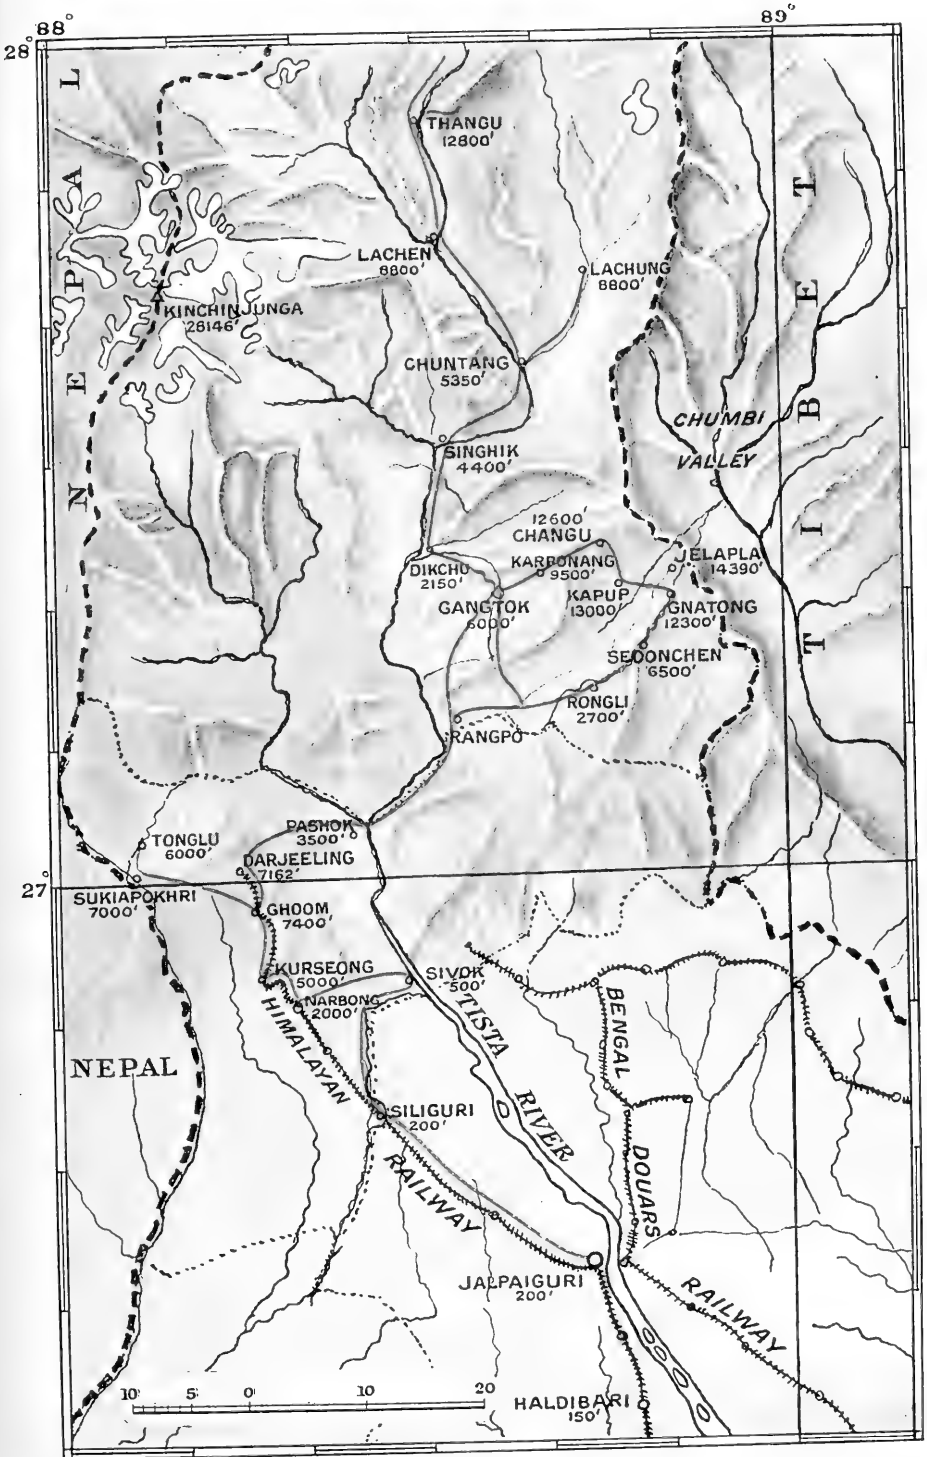 88°
89°
28°
NEPAL
TIBET
THANGU
12800'
LACHEN
8800'
LACHUNG
8800'
KINCHINJUNGA
28146'
CHUNTANG
5350'
CHUMBI
VALLEY
SINGHIK
4400'
12600'
CHANGU
JELAPLA
14390'
KARPONANG
9500'
DIKCHU
2150'
GANGTOK
6000'
KAPUP
13000'
GNATONG
12300'
SEDONCHEN
6500'
RONGLI
2700'
RANGPO
PASHOK
3500'
TONGLU
6000'
DARJEELING
7162'
27°
SUKIAPOKHRI
7000'
GHOOM
7400'
KURSEONG
5000'
SIVOK
500'
NARBONG
2000'
HIMALAYAN
RAILWAY
TISTA
RIVER
BENGAL
DOUARS
RAILWAY
NEPAL
SILIGURI
200'
JALPAIGURI
200'
10 5 0 10 20
HALDIBARI
150'